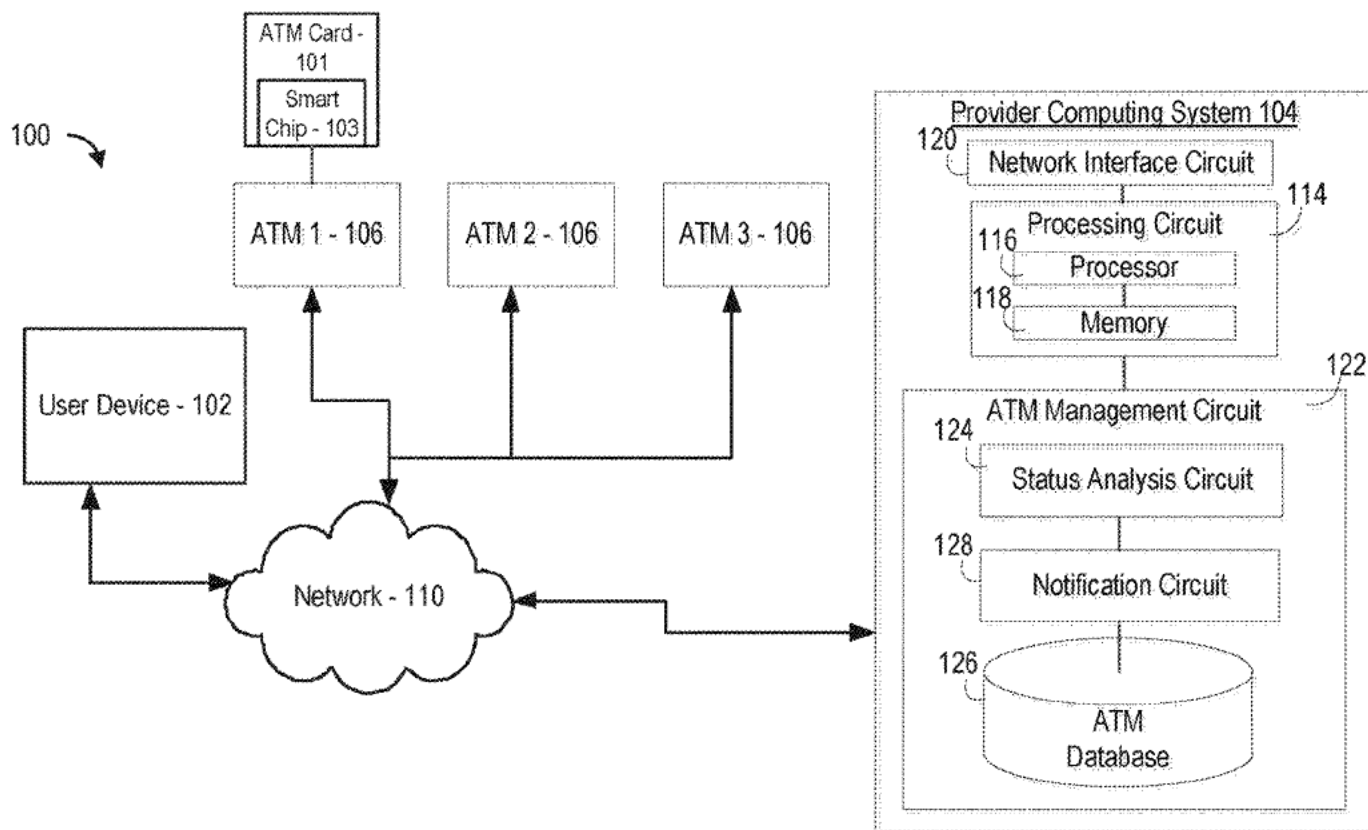 ATM Card -
101
Smart
Chip - 103
100
ATM 1 - 106
ATM 2 - 106
ATM 3 - 106
User Device - 102
Network - 110
Provider Computing System 104
120
Network Interface Circuit
114
Processing Circuit
116
Processor
118
Memory
122
ATM Management Circuit
124
Status Analysis Circuit
128
Notification Circuit
126
ATM
Database